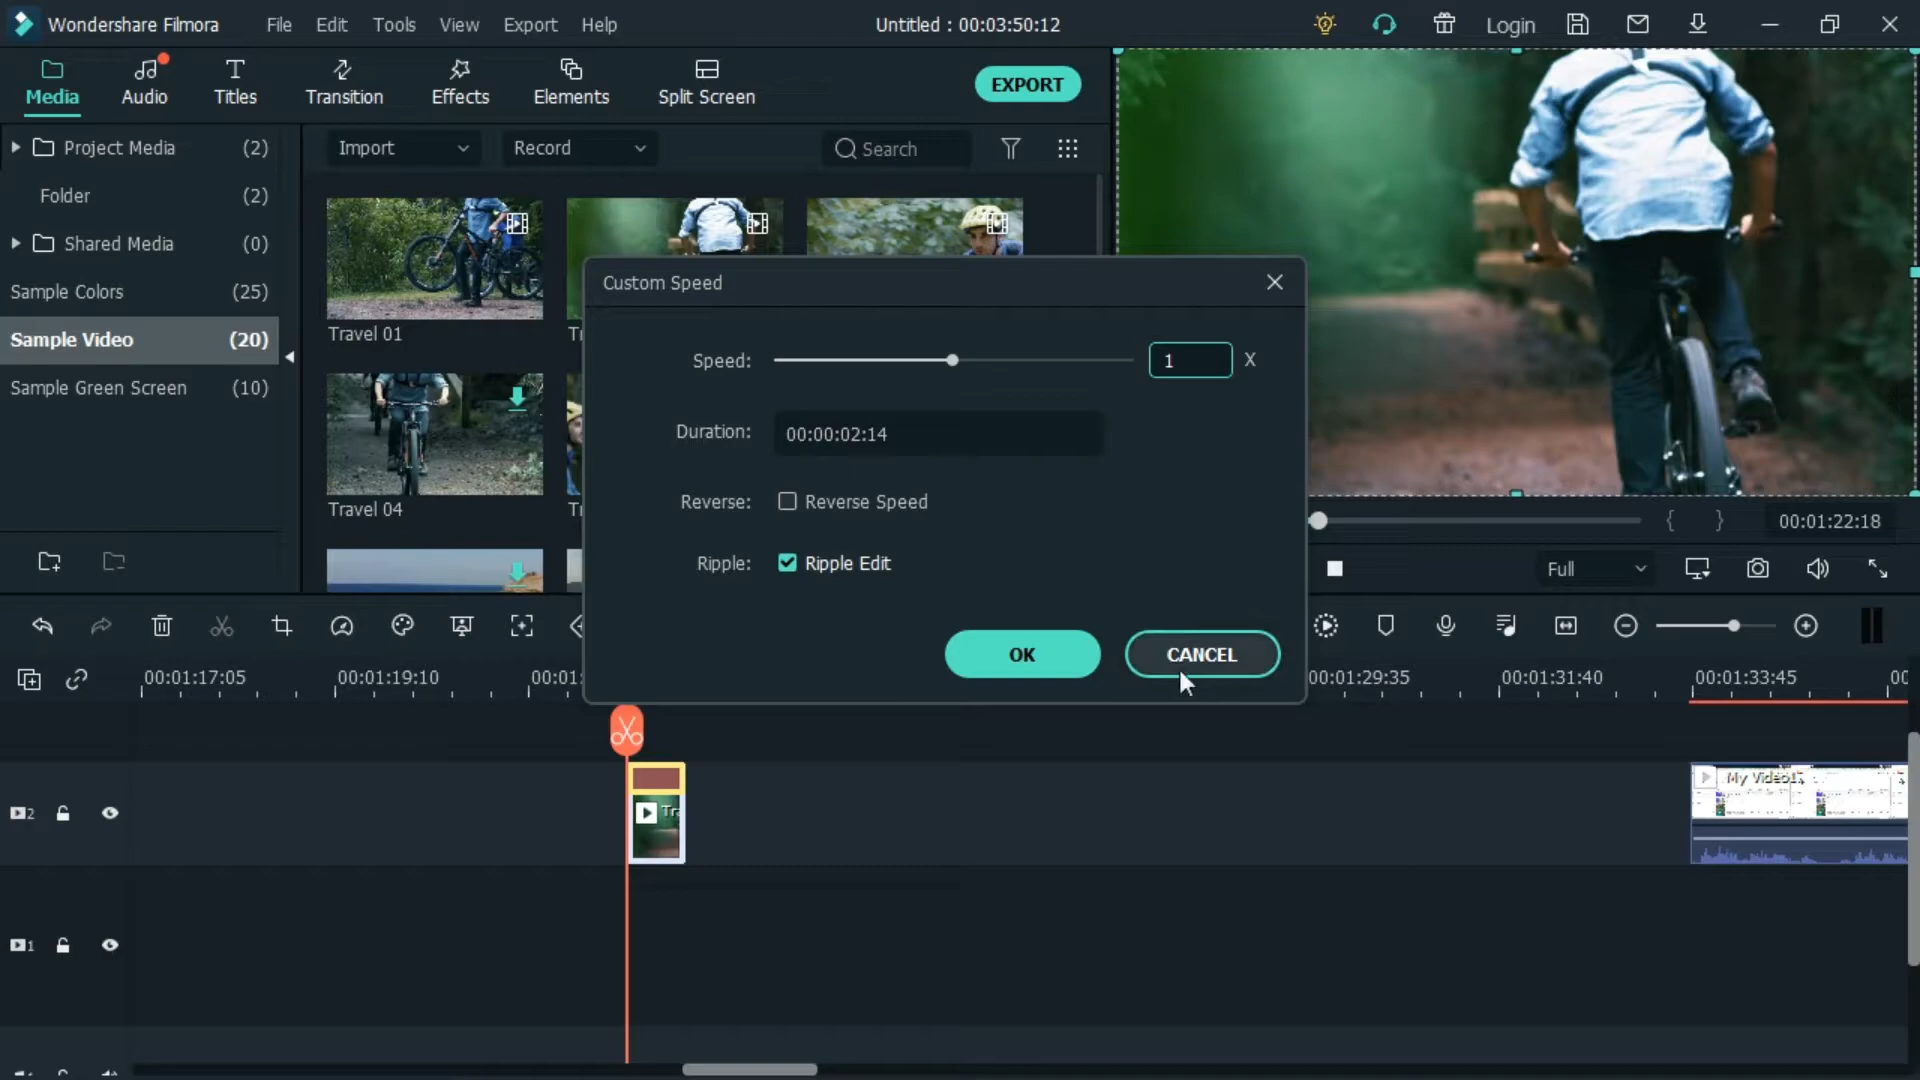 Wondershare Filmora
File
Edit
Tools
View
Export
Help
Untitled : 00:03:50:12
Login
Media
Audio
Titles
Transition
Effects
Elements
Split Screen
EXPORT
Project Media (2)
Folder (2)
Shared Media (0)
Sample Colors (25)
Sample Video (20)
Sample Green Screen (10)
Import
Record
Search
Travel 01
Travel 04
Custom Speed
Speed: 1 X
Duration: 00:00:02:14
Reverse: Reverse Speed
Ripple: Ripple Edit
OK
CANCEL
00:01:22:18
Full
00:01:17:05
00:01:19:10
00:01:29:35
00:01:31:40
00:01:33:45
My Video1
2
1